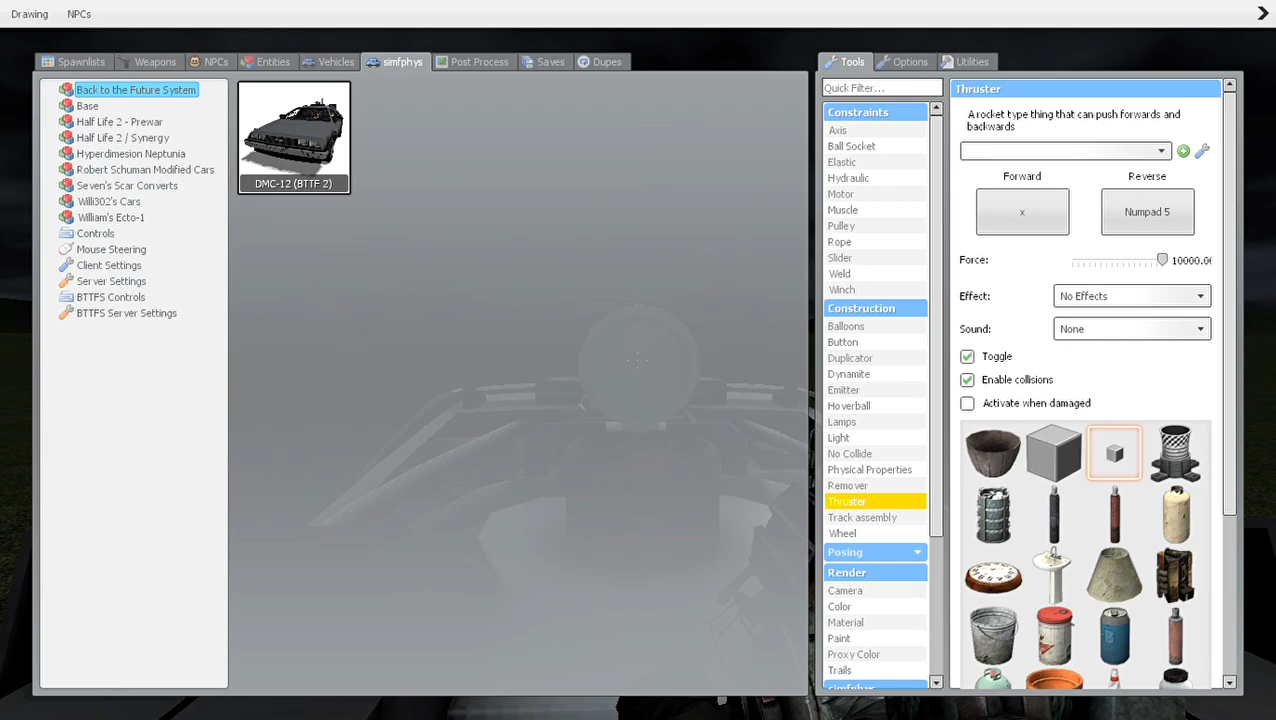 Drawing NPCs
Spawnlists Weapons NPCs Entities Vehicles simfphys Post Process Saves Dupes
Back to the Future System
Base
Half Life 2 - Prewar
Half Life 2 / Synergy
Hyperdimesion Neptunia
Robert Schuman Modified Cars
Seven's Scar Converts
Willi302's Cars
William's Ecto-1
Controls
Mouse Steering
Client Settings
Server Settings
BTTFS Controls
BTTFS Server Settings
DMC-12 (BTTF 2)
Tools Options Utilities
Quick Filter...
Constraints
Axis
Ball Socket
Elastic
Hydraulic
Motor
Muscle
Pulley
Rope
Slider
Weld
Winch
Construction
Balloons
Button
Duplicator
Dynamite
Emitter
Hoverball
Lamps
Light
No Collide
Physical Properties
Remover
Thruster
Track assembly
Wheel
Posing
Render
Camera
Color
Material
Paint
Proxy Color
Trails
simfphys
Thruster
A rocket type thing that can push forwards and
backwards
Forward Reverse
x Numpad 5
Force: 10000.00
Effect: No Effects
Sound: None
Toggle
Enable collisions
Activate when damaged